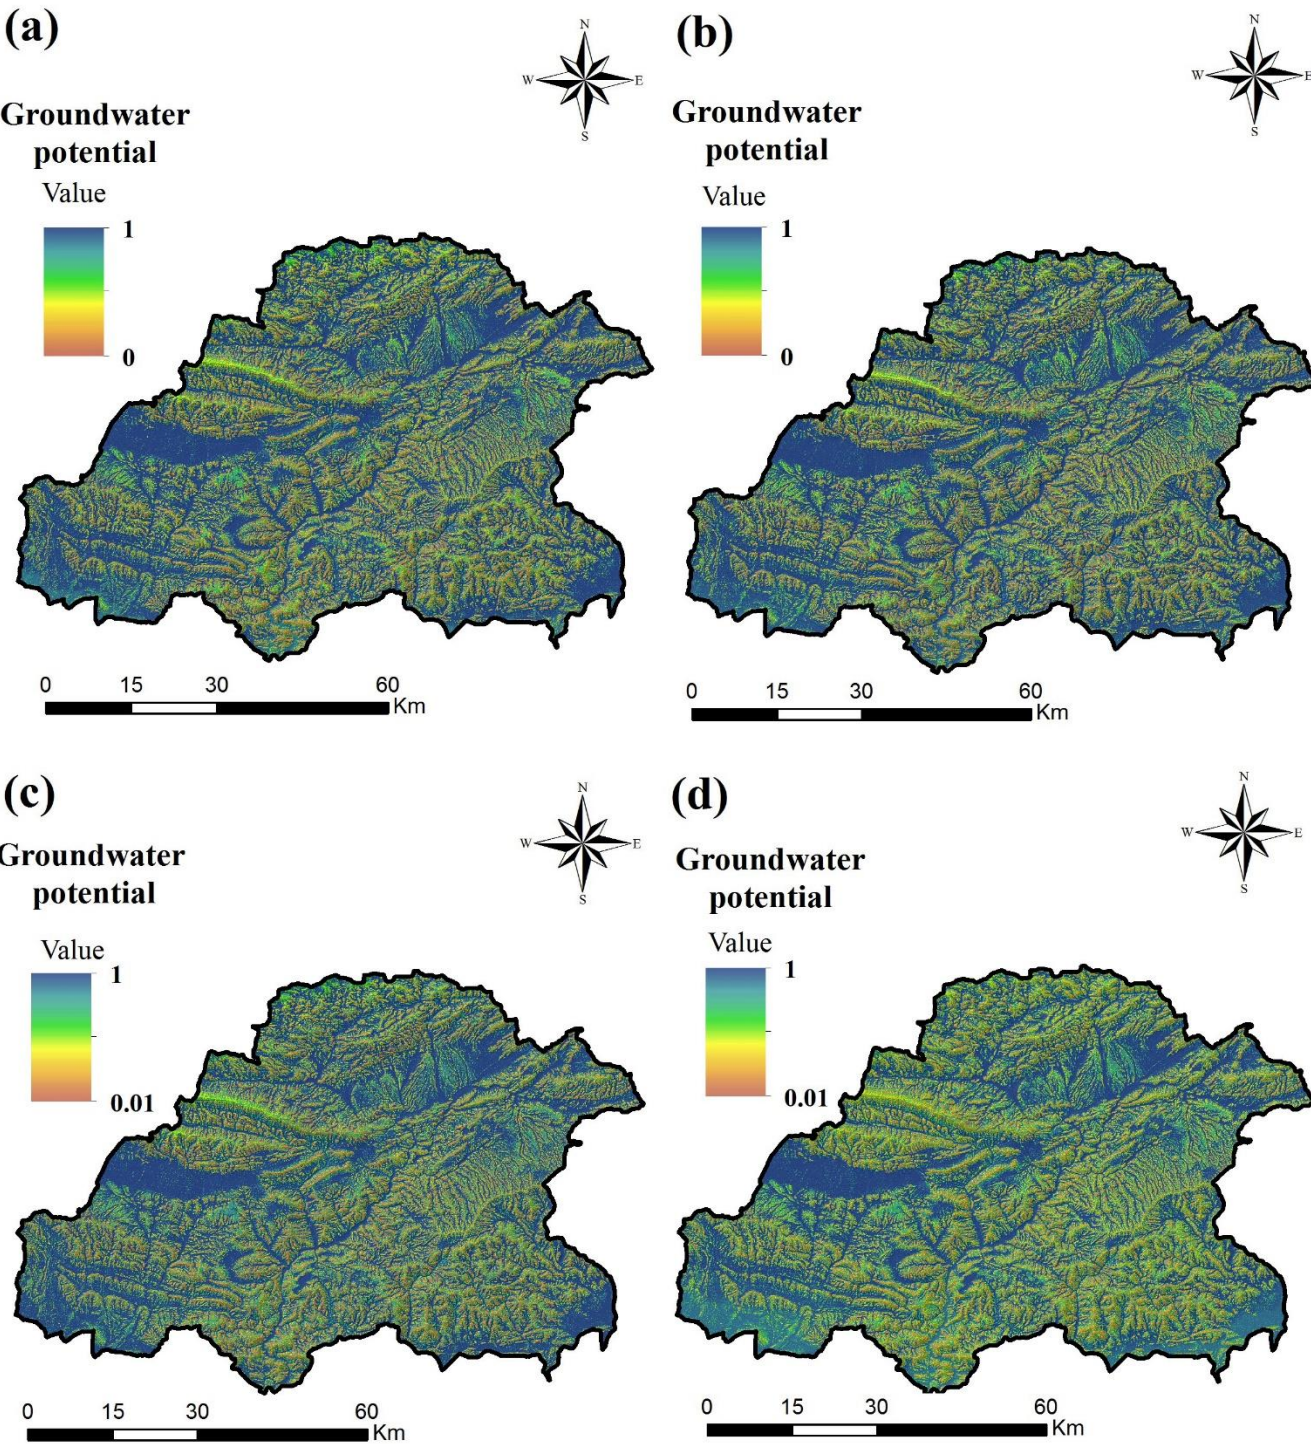 (a)
N
W E
S
Groundwater
potential
Value
1
0
0 15 30 60
Km
(b)
N
W E
S
Groundwater
potential
Value
1
0
0 15 30 60
Km
(c)
N
W E
S
Groundwater
potential
Value
1
0.01
0 15 30 60
Km
(d)
N
W E
S
Groundwater
potential
Value
1
0.01
0 15 30 60
Km